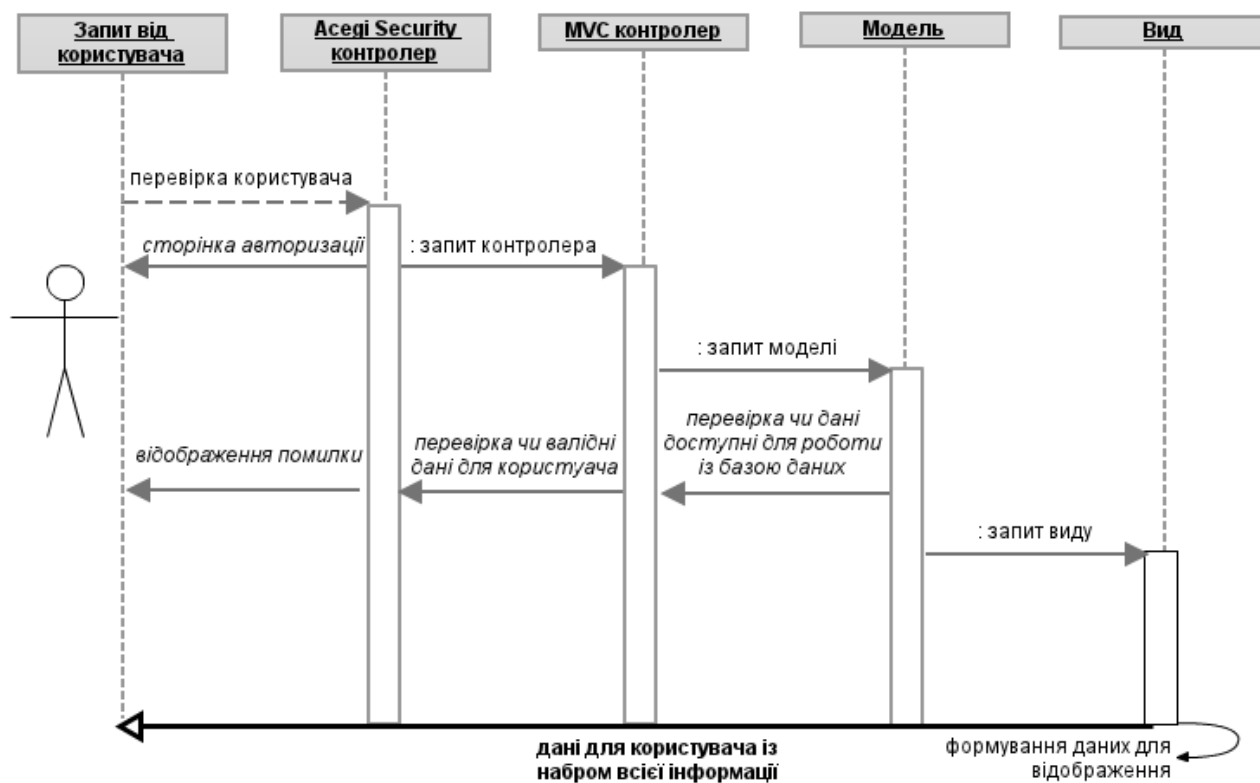 Запит від
користувача
Acegi Security
контролер
MVC контролер
Модель
Вид
перевірка користувача
сторінка авторизації
: запит контролера
: запит моделі
перевірка чи дані
доступні для роботи
із базою даних
перевірка чи валідні
дані для користуача
відображення помилки
: запит виду
дані для користувача із
набром всієї інформації
формування даних для
відображення